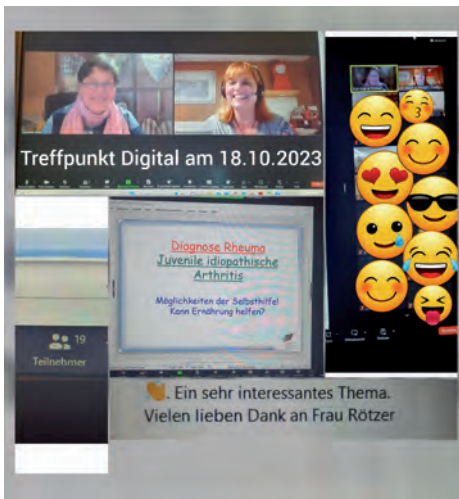 Treffpunkt Digital am 18.10.2023
Diagnose Rheuma
Juvenile idiopathische
Arthritis
Möglichkeiten der Selbsthilfe!
Kann Ernährung helfen?
19
Teilnehmer
👏. Ein sehr interessantes Thema.
Vielen lieben Dank an Frau Rötzer